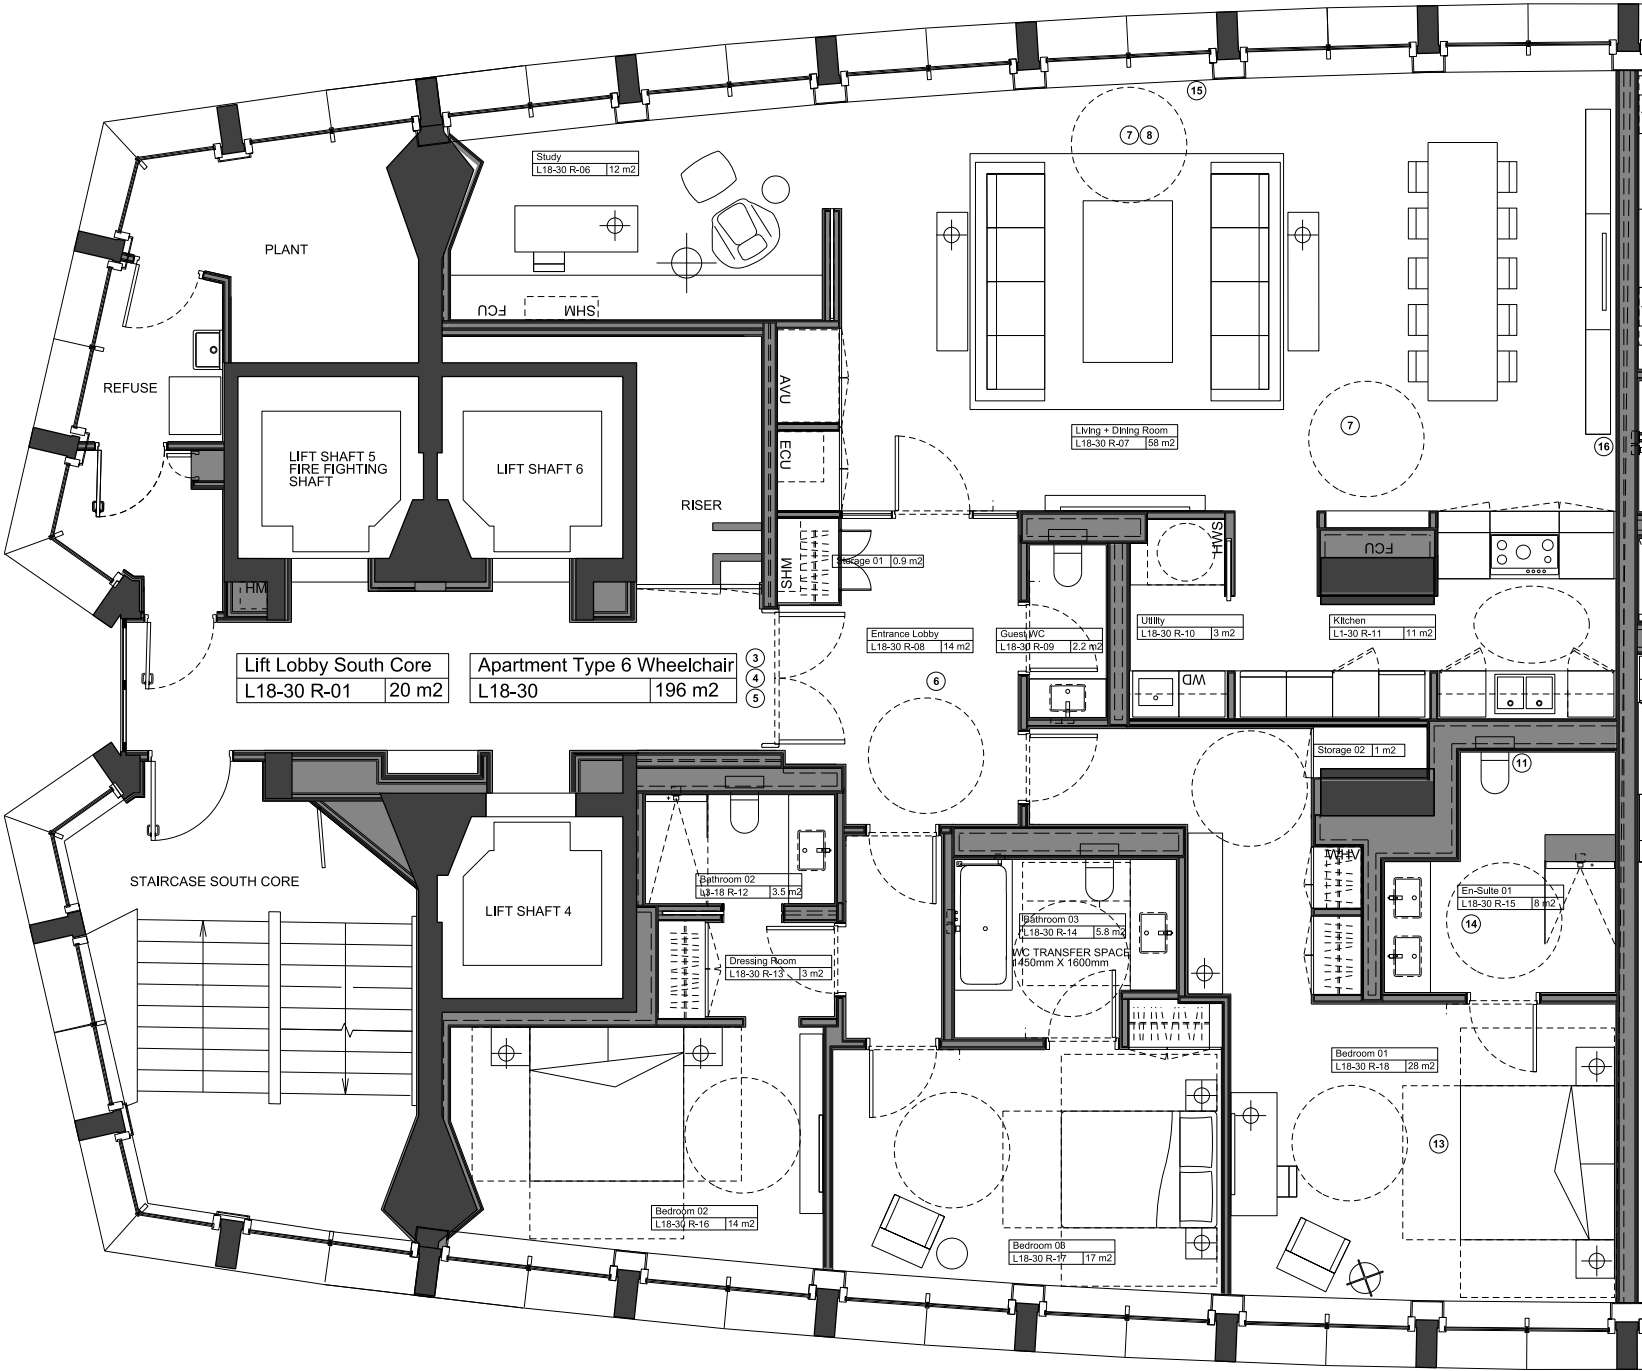 15
7 8
Study
L18-30 R-06 12 m2
PLANT
FCU SHM
REFUSE
AVU
7
Living + Dining Room
L18-30 R-07 58 m2
16
ECU
LIFT SHAFT 5
FIRE FIGHTING
SHAFT
LIFT SHAFT 6
RISER
SWH
FCU
WHS
Storage 01 0.9 m2
HM
Entrance Lobby
L18-30 R-08 14 m2
Guest WC
L18-30 R-09 2.2 m2
Utility
L18-30 R-10 3 m2
Kitchen
L1-30 R-11 11 m2
Lift Lobby South Core
L18-30 R-01 20 m2
Apartment Type 6 Wheelchair
L18-30 196 m2
3
4
5
6
WD
Storage 02 1 m2
11
STAIRCASE SOUTH CORE
LIFT SHAFT 4
Bathroom 02
L3-18 R-12 3.5 m2
WHV
En-Suite 01
L18-30 R-15 8 m2
14
Bathroom 03
L18-30 R-14 5.8 m2
WC TRANSFER SPACE
1450mm X 1600mm
Dressing Room
L18-30 R-13 3 m2
Bedroom 01
L18-30 R-18 28 m2
13
Bedroom 02
L18-30 R-16 14 m2
Bedroom 03
L18-30 R-17 17 m2